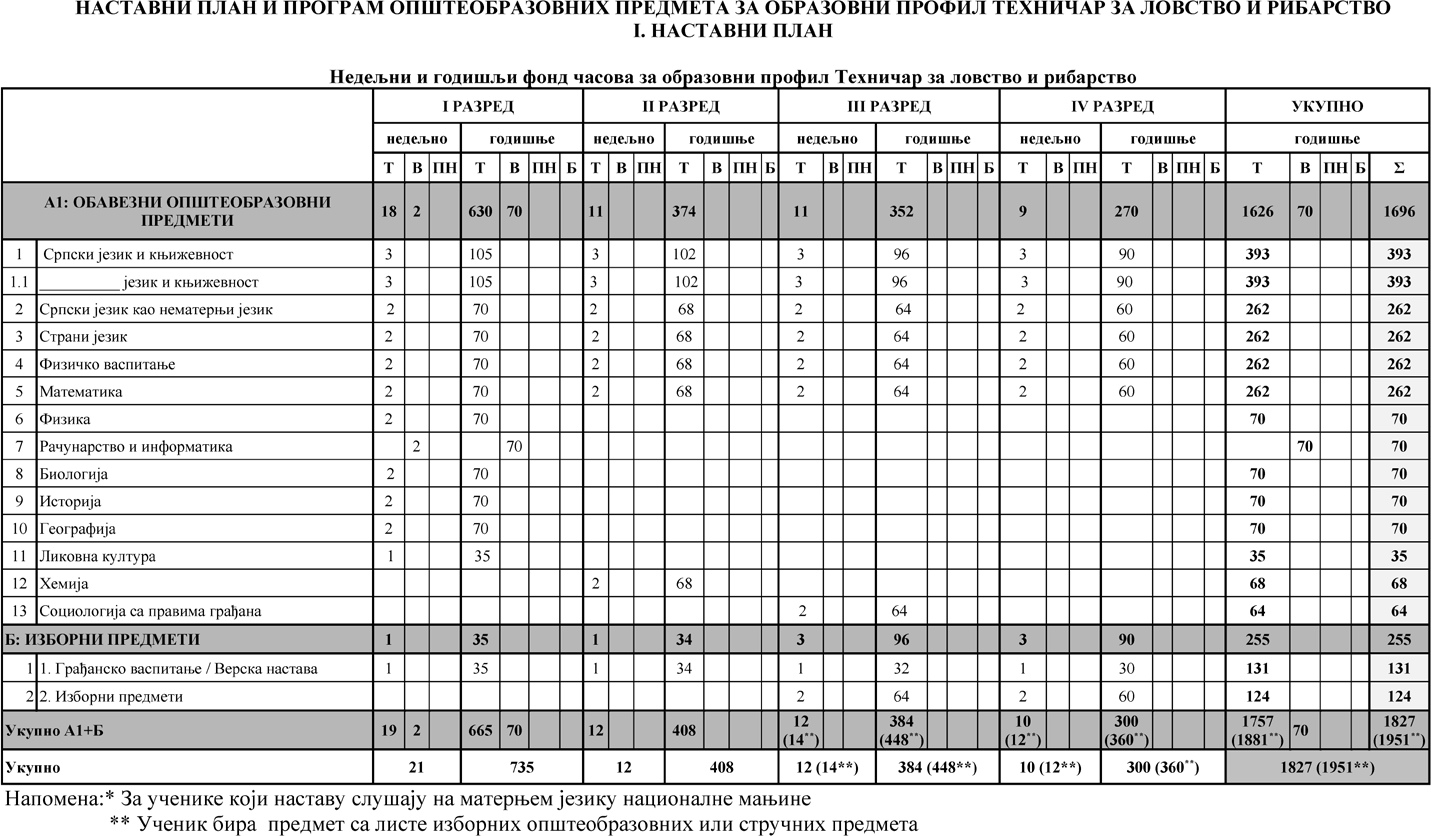 НАСТАВНИ ПЛАН И ПРОГРАМ ОПШТЕОБРАЗОВНИХ ПРЕДМЕТА ЗА ОБРАЗОВНИ ПРОФИЛ ТЕХНИЧАР ЗА ЛОВСТВО И РИБАРСТВО
I. НАСТАВНИ ПЛАН
Недељни и годишљи фонд часова за образовни профил Техничар за ловство и рибарство
I РАЗРЕД II РАЗРЕД III РАЗРЕД IV РАЗРЕД УКУПНО
недељно годишње недељно годишње недељно годишње недељно годишње годишње
Т В ПН Т В ПН Б Т В ПН Т В ПН Б Т В ПН Т В ПН Б Т В ПН Т В ПН Б Т В ПН Б Σ
А1: ОБАВЕЗНИ ОПШТЕОБРАЗОВНИ ПРЕДМЕТИ 18 2 630 70 11 374 11 352 9 270 1626 70 1696
1 Српски језик и књижевност 3 105 3 102 3 96 3 90 393 393
1.1 __________ језик и књижевност 3 105 3 102 3 96 3 90 393 393
2 Српски језик као нематерњи језик 2 70 2 68 2 64 2 60 262 262
3 Страни језик 2 70 2 68 2 64 2 60 262 262
4 Физичко васпитање 2 70 2 68 2 64 2 60 262 262
5 Математика 2 70 2 68 2 64 2 60 262 262
6 Физика 2 70 70 70
7 Рачунарство и информатика 2 70 70 70
8 Биологија 2 70 70 70
9 Историја 2 70 70 70
10 Географија 2 70 70 70
11 Ликовна култура 1 35 35 35
12 Хемија 2 68 68 68
13 Социологија са правима грађана 2 64 64 64
Б: ИЗБОРНИ ПРЕДМЕТИ 1 35 1 34 3 96 3 90 255 255
1 1. Грађанско васпитање / Верска настава 1 35 1 34 1 32 1 30 131 131
2 2. Изборни предмети 2 64 2 60 124 124
Укупно А1+Б 19 2 665 70 12 408 12 (14**) 384 (448**) 10 (12**) 300 (360**) 1757 (1881**) 70 1827 (1951**)
Укупно 21 735 12 408 12 (14**) 384 (448**) 10 (12**) 300 (360**) 1827 (1951**)
Напомена:* За ученике који наставу слушају на матерњем језику националне мањине
** Ученик бира предмет са листе изборних општеобразовних или стручних предмета